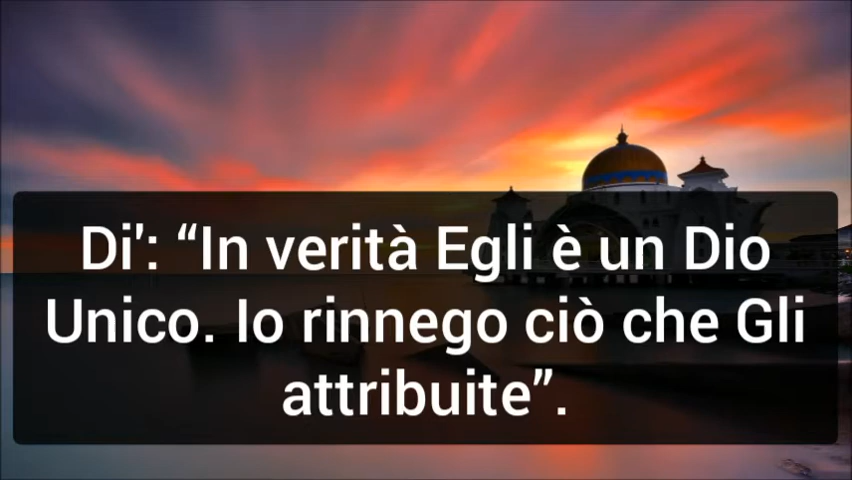 Di': “In verità Egli è un Dio
Unico. Io rinnego ciò che Gli
attribuite”.